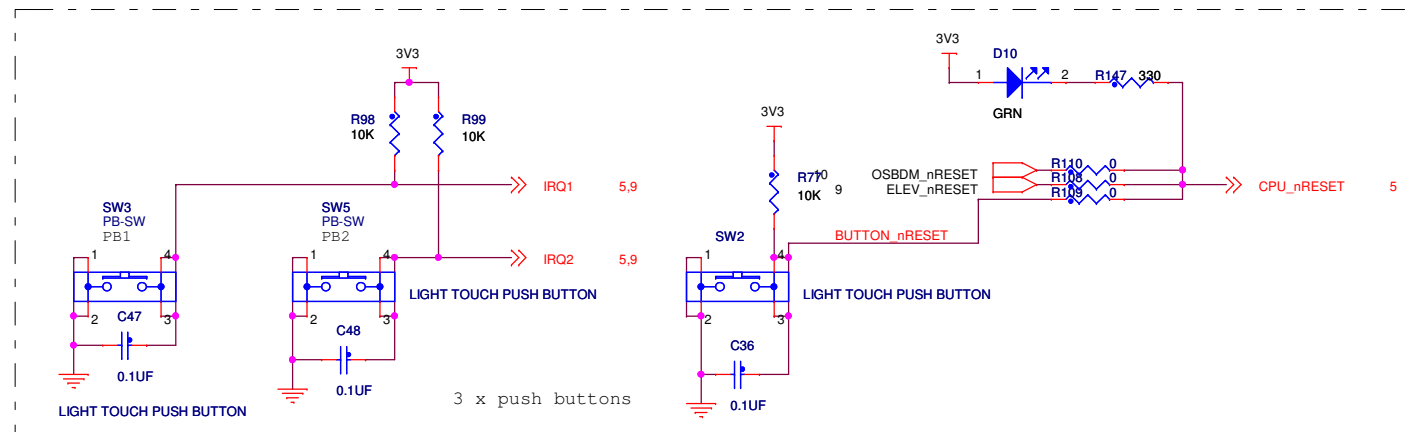 3V3
R98
10K
R99
10K
IRQ1 5,9
SW3
PB-SW
PB1
1
4
2
3
C47
0.1UF
LIGHT TOUCH PUSH BUTTON
SW5
PB-SW
PB2
1
4
IRQ2 5,9
LIGHT TOUCH PUSH BUTTON
2
3
C48
0.1UF
3 x push buttons
3V3
R77
10K
10
9
OSBDM_nRESET
ELEV_nRESET
SW2
1
4
BUTTON_nRESET
LIGHT TOUCH PUSH BUTTON
2
3
C36
0.1UF
3V3
D10
1
2
GRN
R147 330
R110 0
R108 0
R109 0
CPU_nRESET 5